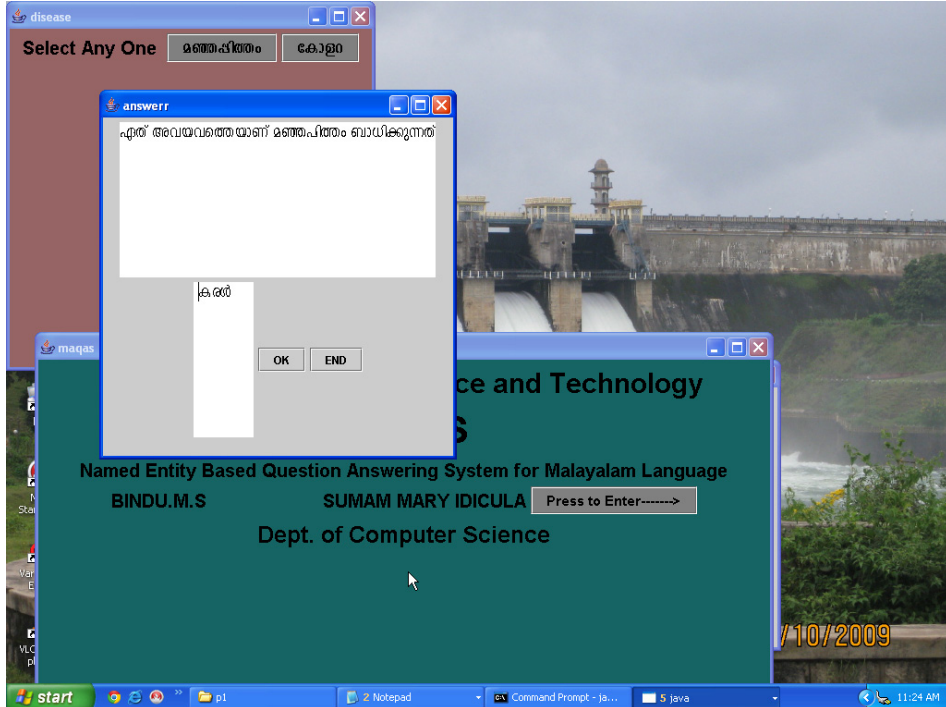 disease
Select Any One മഞ്ഞപ്പിത്തം കോളറ
answerr
ഏത് അവയവത്തെയാണ് മഞ്ഞപിത്തം ബാധിക്കുന്നത്
കരൾ
OK END
maqas
ce and Technology
S
Named Entity Based Question Answering System for Malayalam Language
BINDU.M.S SUMAM MARY IDICULA Press to Enter------->
Dept. of Computer Science
/10/2009
start p1 2 Notepad Command Prompt - ja... 5 java 11:24 AM